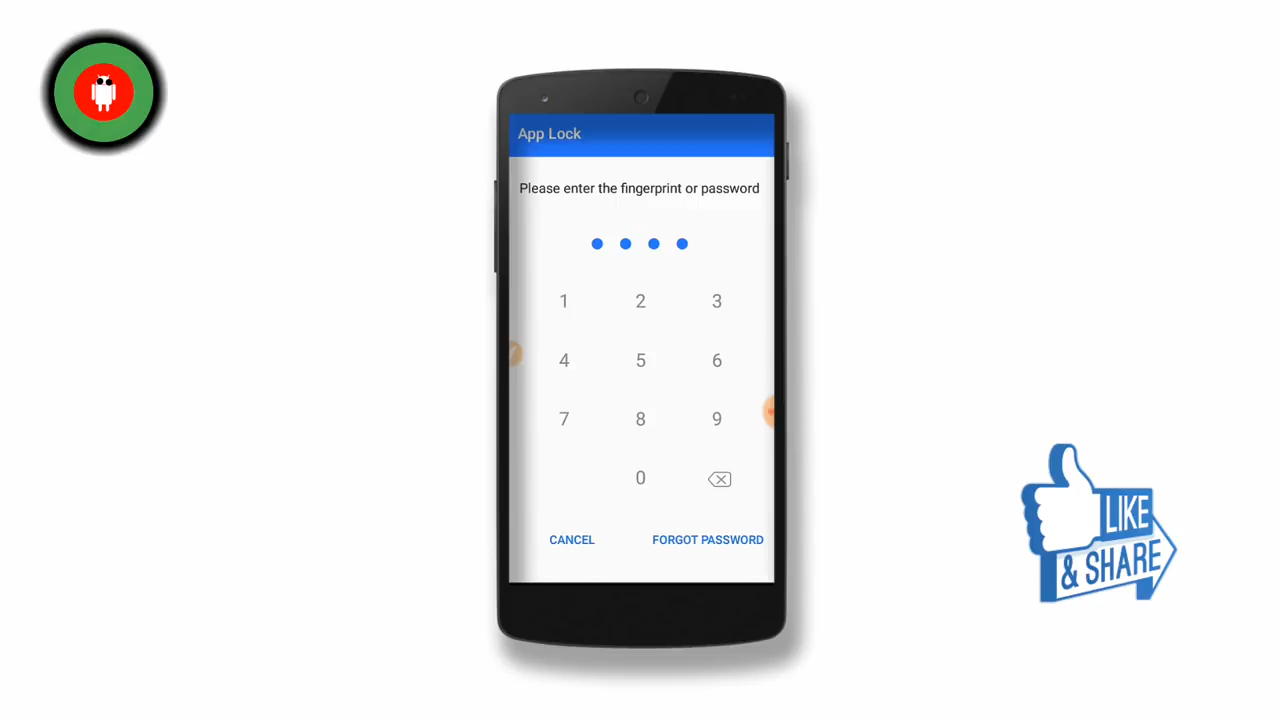 App Lock
Please enter the fingerprint or password
1 2 3
4 5 6
7 8 9
0
CANCEL FORGOT PASSWORD
LIKE
& SHARE